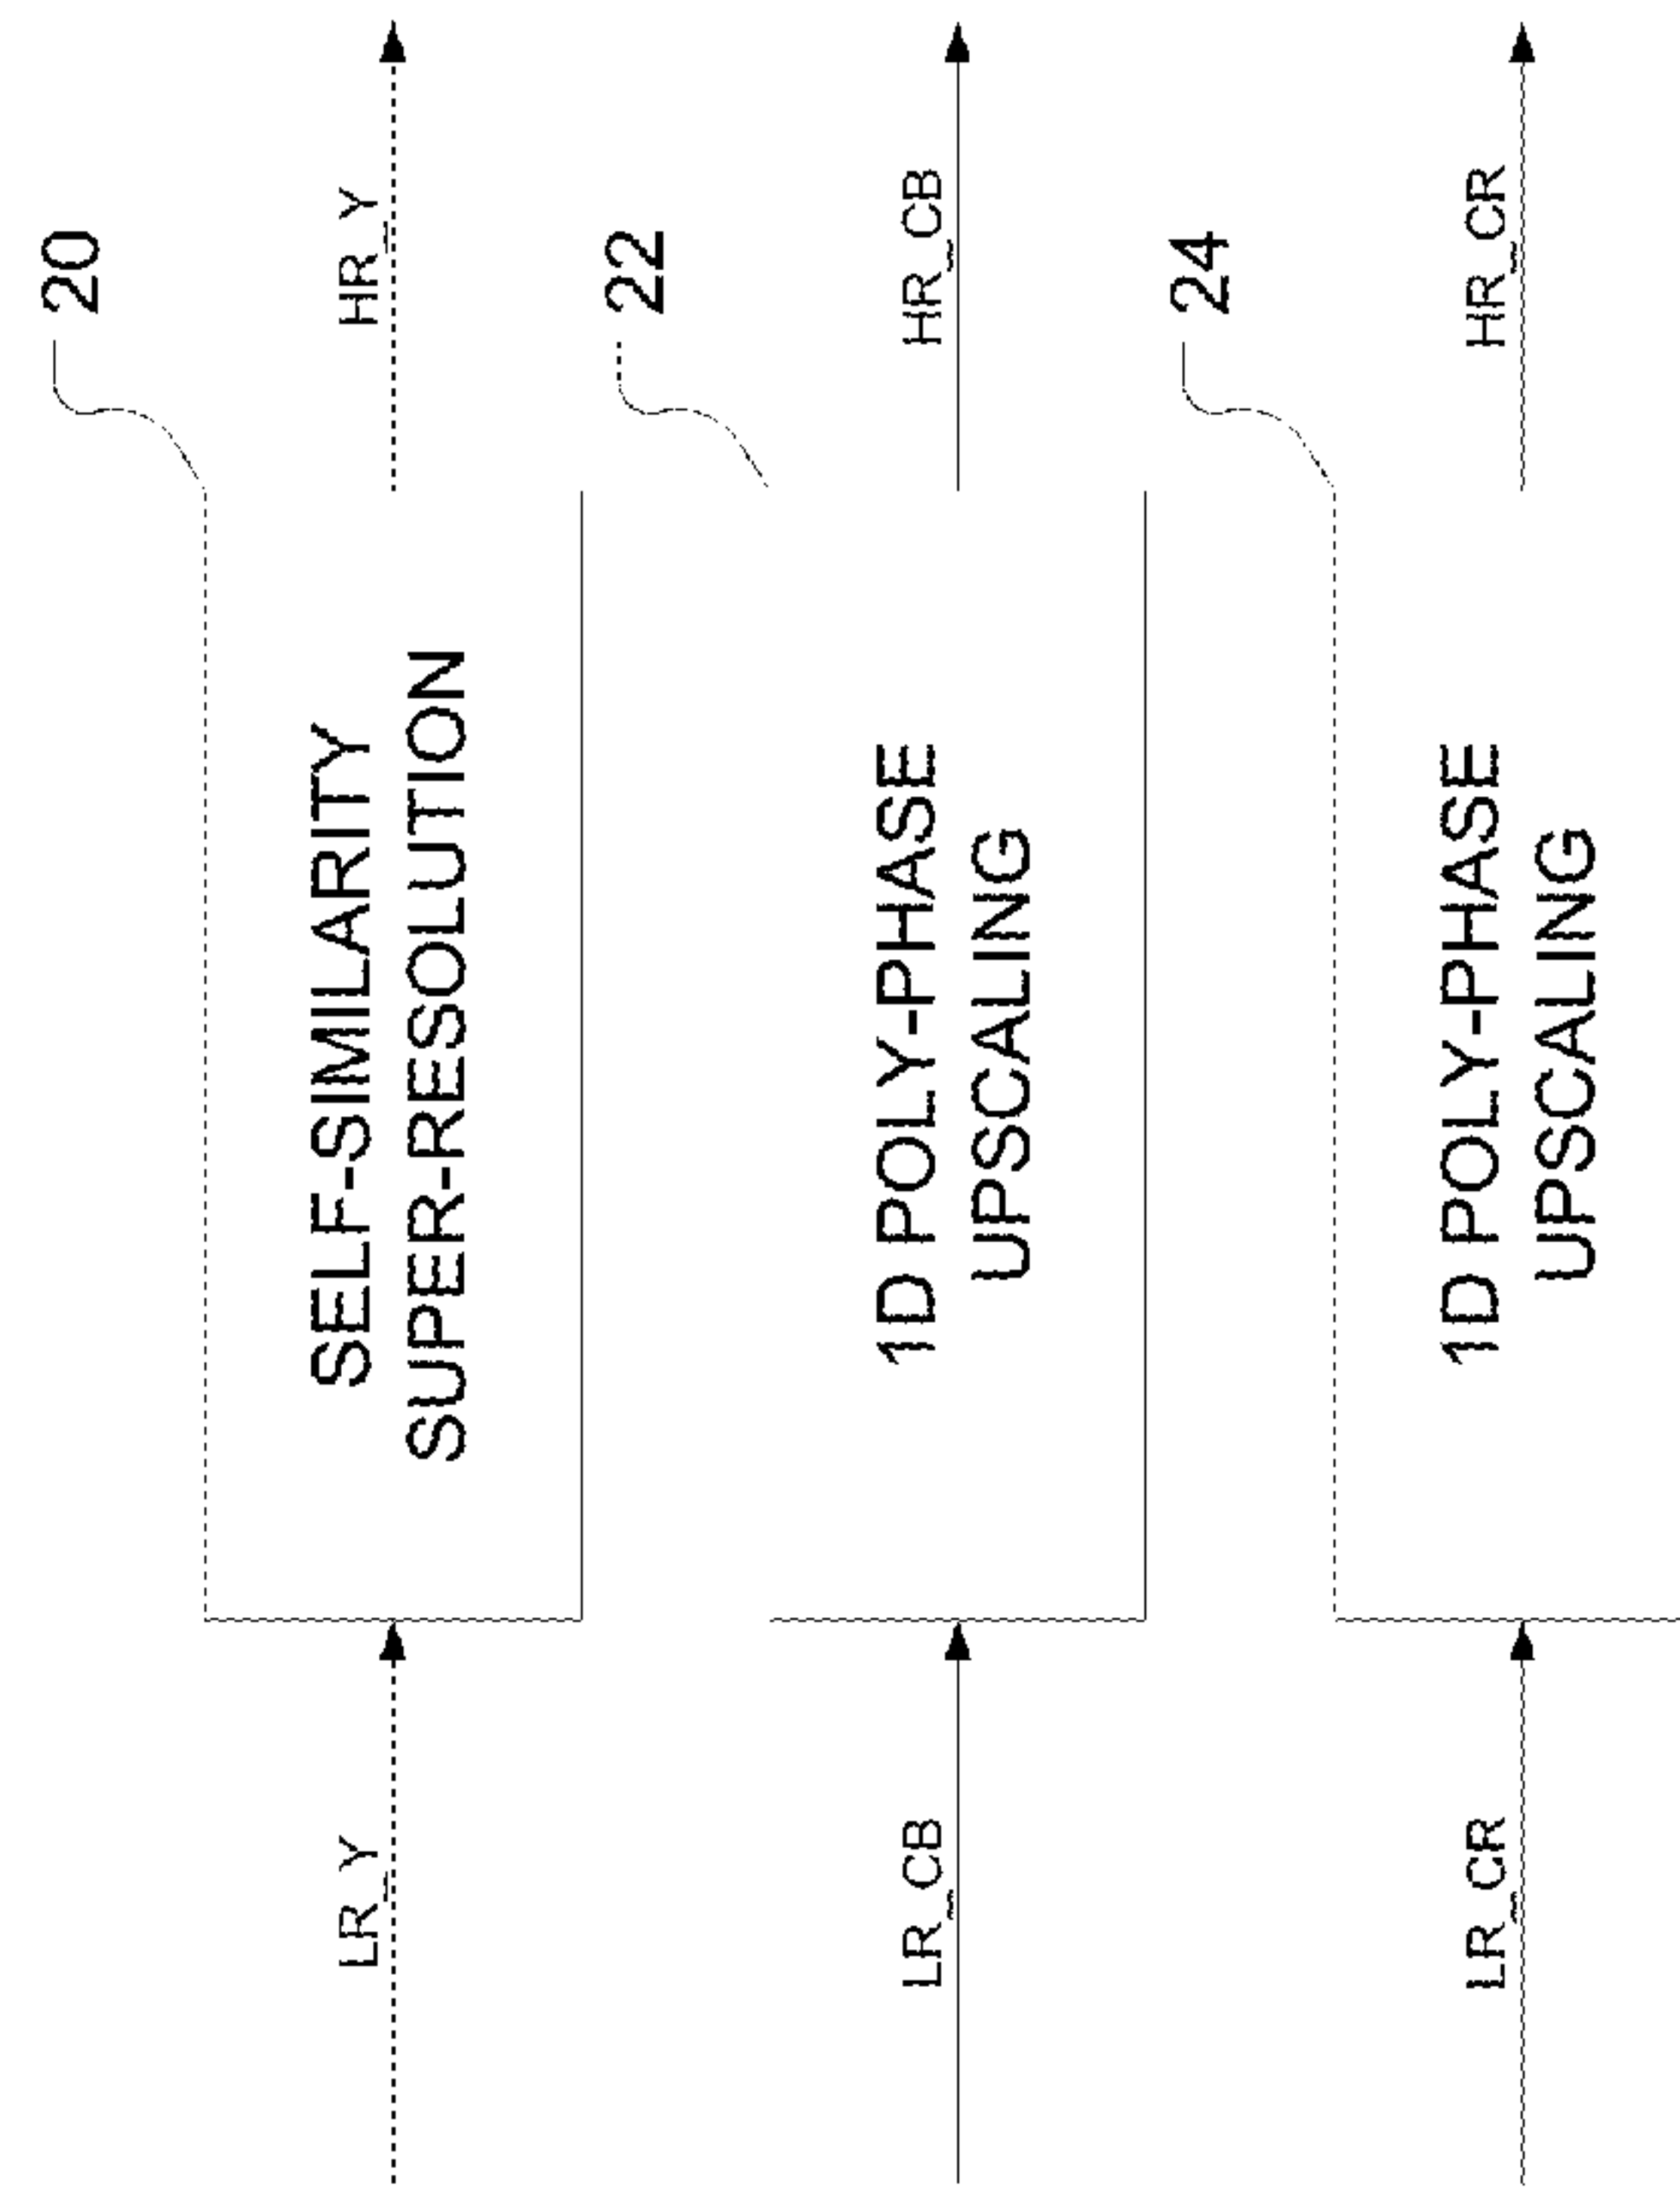 20
LR_Y
SELF-SIMILARITY
SUPER-RESOLUTION
HR_Y
22
LR_CB
1D POLY-PHASE
UPSCALING
HR_CB
24
LR_CR
1D POLY-PHASE
UPSCALING
HR_CR